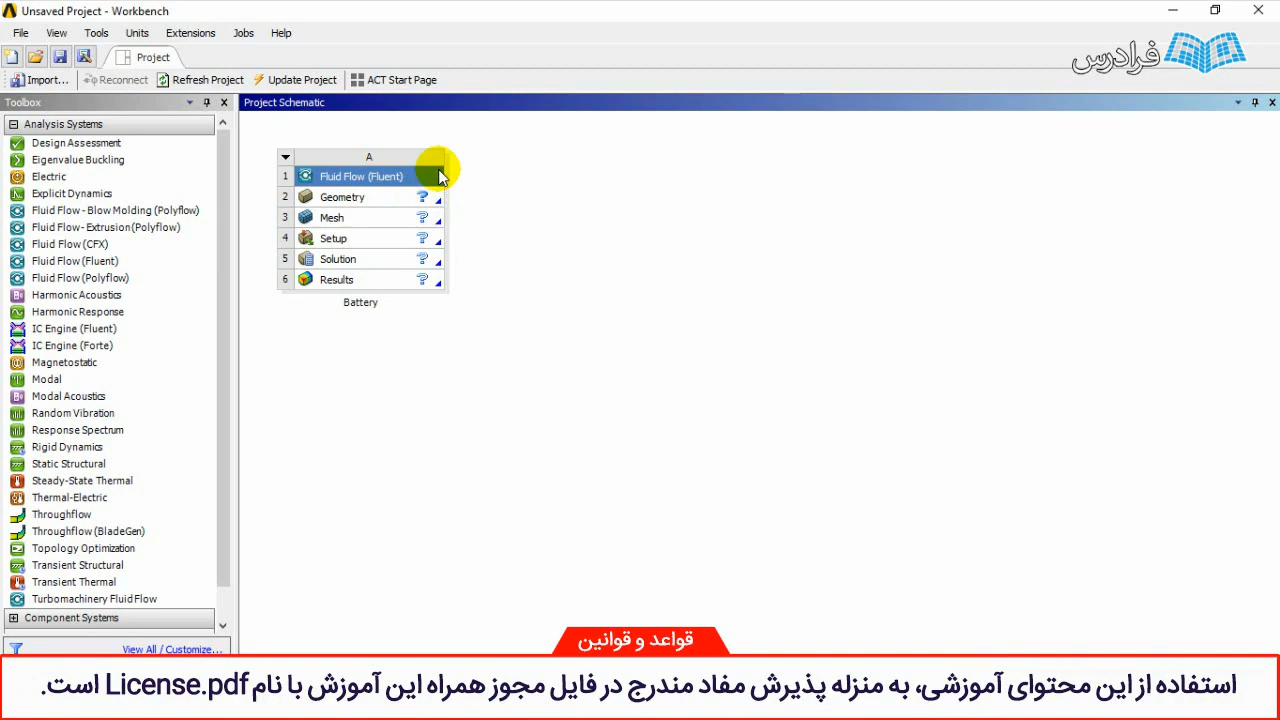 Unsaved Project - Workbench
File View Tools Units Extensions Jobs Help
Project
فرادرس
Import... Reconnect Refresh Project Update Project ACT Start Page
Toolbox
Analysis Systems
Design Assessment
Eigenvalue Buckling
Electric
Explicit Dynamics
Fluid Flow - Blow Molding (Polyflow)
Fluid Flow - Extrusion (Polyflow)
Fluid Flow (CFX)
Fluid Flow (Fluent)
Fluid Flow (Polyflow)
Harmonic Acoustics
Harmonic Response
IC Engine (Fluent)
IC Engine (Forte)
Magnetostatic
Modal
Modal Acoustics
Random Vibration
Response Spectrum
Rigid Dynamics
Static Structural
Steady-State Thermal
Thermal-Electric
Throughflow
Throughflow (BladeGen)
Topology Optimization
Transient Structural
Transient Thermal
Turbomachinery Fluid Flow
Component Systems
View All / Customize...
Project Schematic
A
1 Fluid Flow (Fluent)
2 Geometry ?
3 Mesh ?
4 Setup ?
5 Solution ?
6 Results ?
Battery
قواعد و قوانین
استفاده از این محتوای آموزشی، به منزله پذیرش مفاد مندرج در فایل مجوز همراه این آموزش با نام License.pdf است.